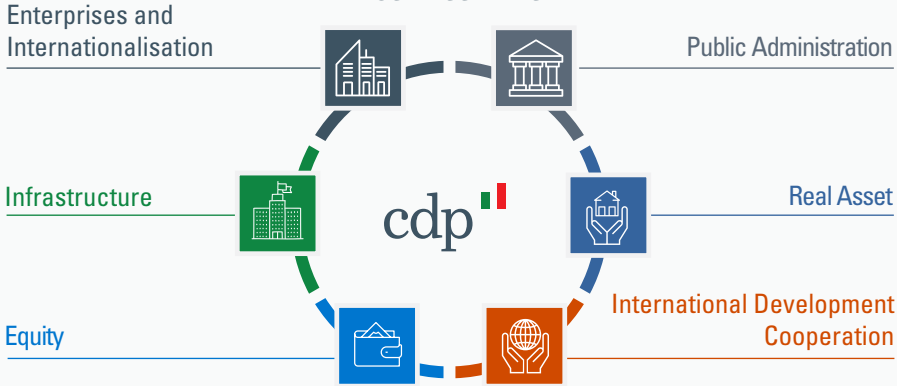 Enterprises and
Internationalisation
Public Administration
Infrastructure
cdp
Real Asset
Equity
International Development
Cooperation